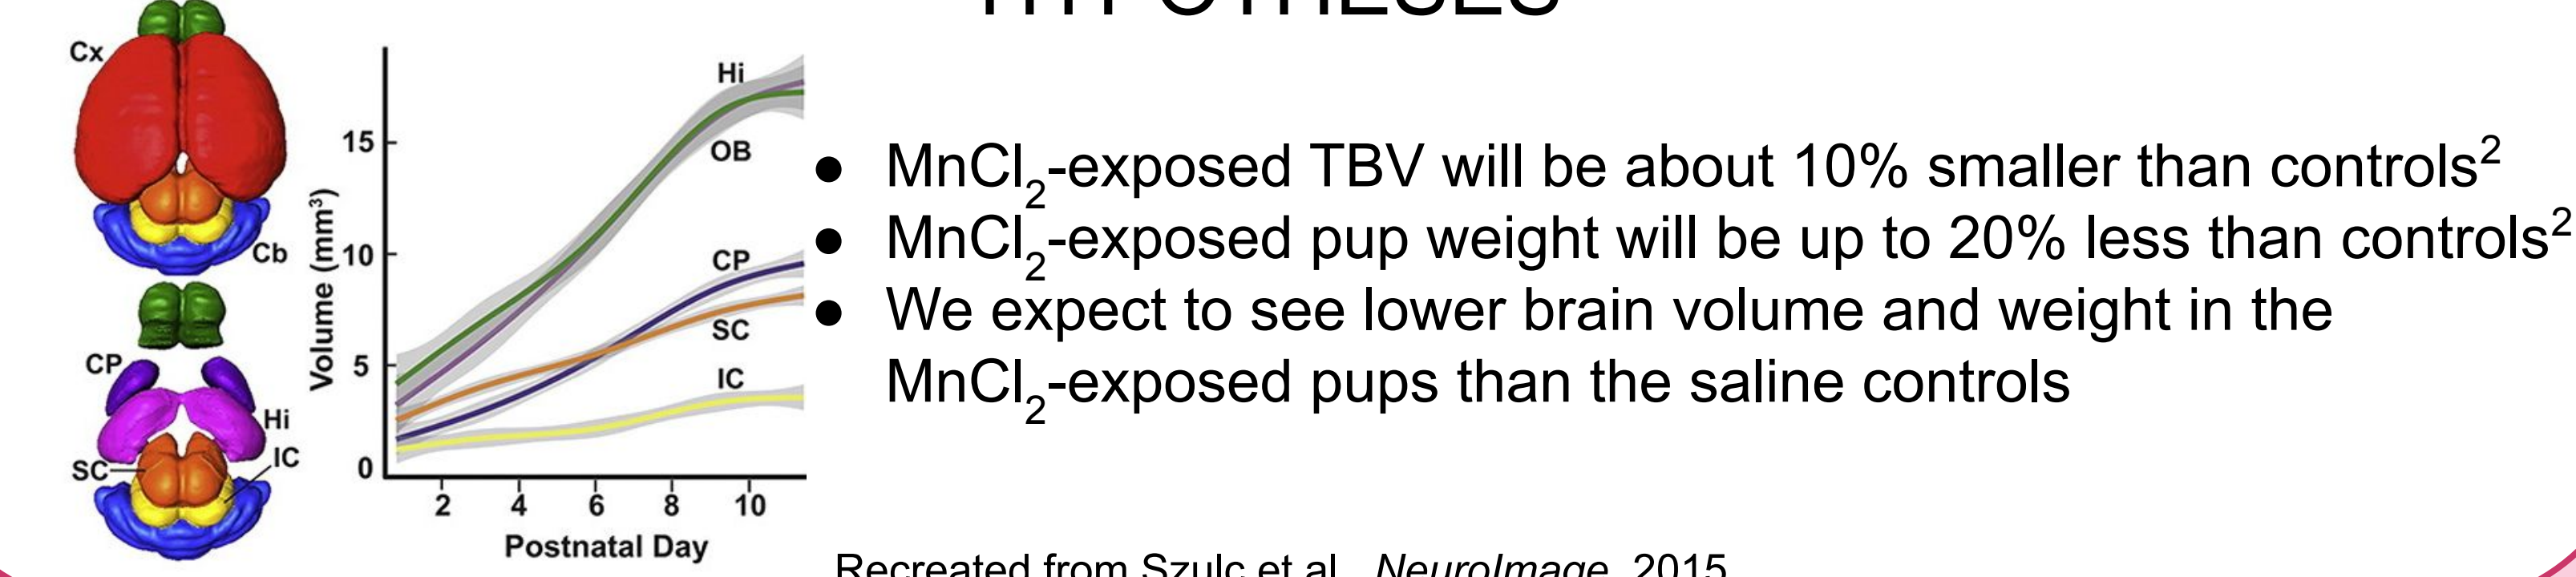 HYPOTHESES
Cx
Cb
CP
Hi
SC
IC
Volume (mm³)
15
10
5
0
Hi
OB
CP
SC
IC
2 4 6 8 10
Postnatal Day
● MnCl₂-exposed TBV will be about 10% smaller than controls²
● MnCl₂-exposed pup weight will be up to 20% less than controls²
● We expect to see lower brain volume and weight in the
MnCl₂-exposed pups than the saline controls
Recreated from Szulc et al., NeuroImage, 2015